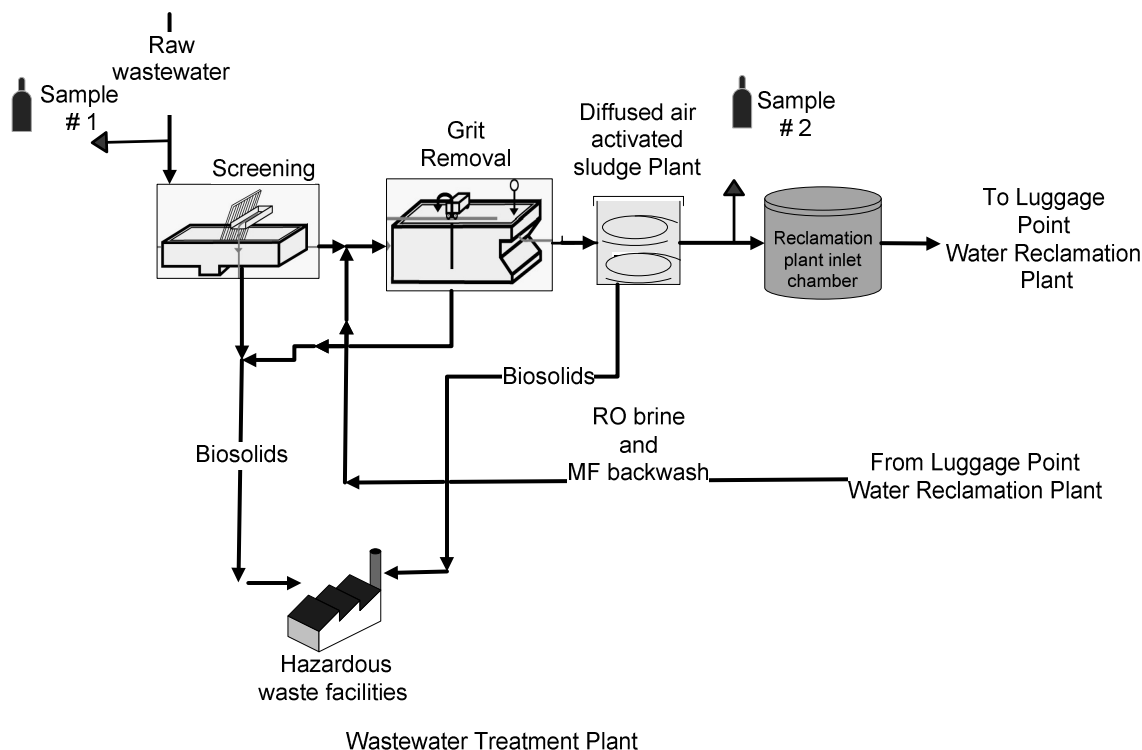 Raw
wastewater
Sample
# 1
Screening
Grit
Removal
Diffused air
activated
sludge Plant
Sample
# 2
Reclamation
plant inlet
chamber
To Luggage
Point
Water Reclamation
Plant
Biosolids
Biosolids
RO brine
and
MF backwash
From Luggage Point
Water Reclamation Plant
Hazardous
waste facilities
Wastewater Treatment Plant